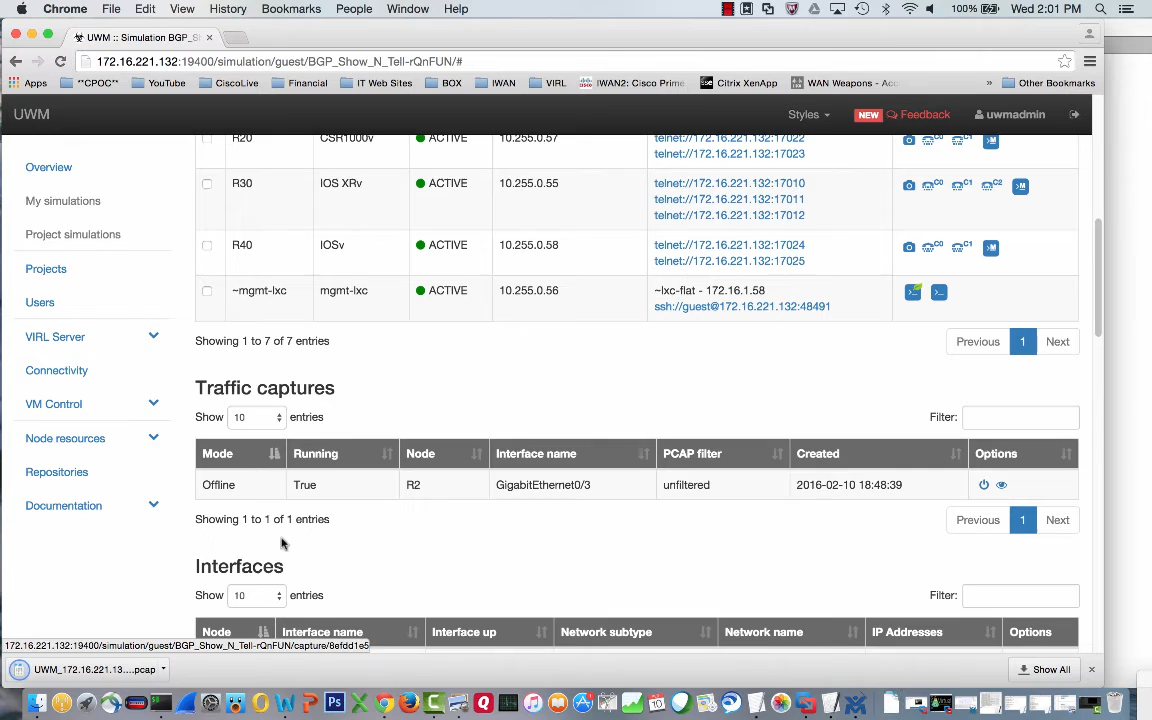 Chrome File Edit View History Bookmarks People Window Help 100% Wed 2:01 PM
UWM :: Simulation BGP_S
172.16.221.132:19400/simulation/guest/BGP_Show_N_Tell-rQnFUN/#
Apps **CPOC** YouTube CiscoLive Financial IT Web Sites BOX IWAN VIRL IWAN2: Cisco Prime Citrix XenApp WAN Weapons - Acc » Other Bookmarks
UWM Styles NEW Feedback uwmadmin
R20 CSR1000v ACTIVE 10.255.0.57 telnet://172.16.221.132:17022
telnet://172.16.221.132:17023
Overview
My simulations
Project simulations
Projects
Users
VIRL Server
Connectivity
VM Control
Node resources
Repositories
Documentation
R30 IOS XRv ACTIVE 10.255.0.55 telnet://172.16.221.132:17010
telnet://172.16.221.132:17011
telnet://172.16.221.132:17012
R40 IOSv ACTIVE 10.255.0.58 telnet://172.16.221.132:17024
telnet://172.16.221.132:17025
~mgmt-lxc mgmt-lxc ACTIVE 10.255.0.56 ~lxc-flat - 172.16.1.58
ssh://guest@172.16.221.132:48491
Showing 1 to 7 of 7 entries Previous 1 Next
Traffic captures
Show 10 entries Filter:
Mode Running Node Interface name PCAP filter Created Options
Offline True R2 GigabitEthernet0/3 unfiltered 2016-02-10 18:48:39
Showing 1 to 1 of 1 entries Previous 1 Next
Interfaces
Show 10 entries Filter:
Node Interface name Interface up Network subtype Network name IP Addresses Options
172.16.221.132:19400/simulation/guest/BGP_Show_N_Tell-rQnFUN/capture/8efdd1e5
UWM_172.16.221.13....pcap Show All